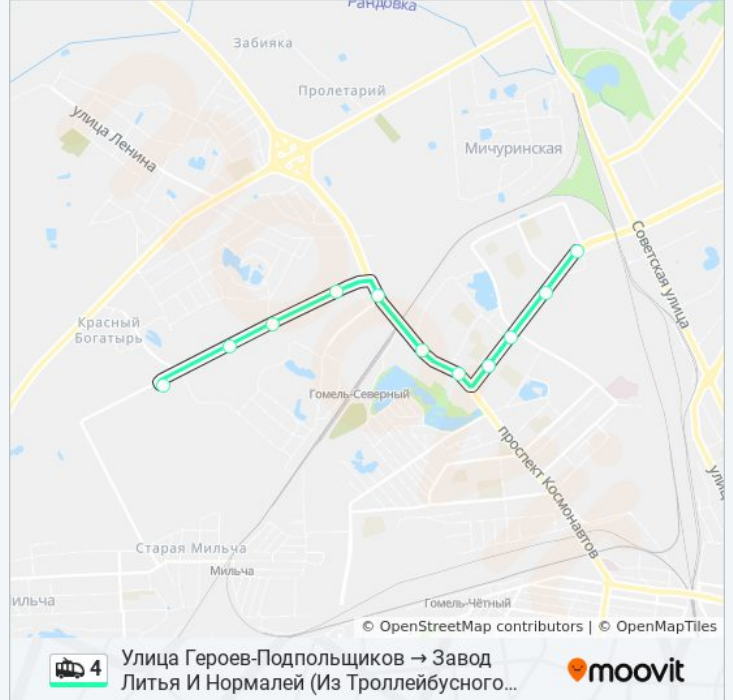 Рандовка
Забияка
Пролетарий
улица Ленина
Мичуринская
Советская улица
Красный
Богатырь
Гомель-Северный
проспект Космонавтов
Старая Мильча
Мильча
Гомель-Чётный
© OpenStreetMap contributors | © OpenMapTiles
4
Улица Героев-Подпольщиков → Завод
Литья И Нормалей (Из Троллейбусного...
moovit